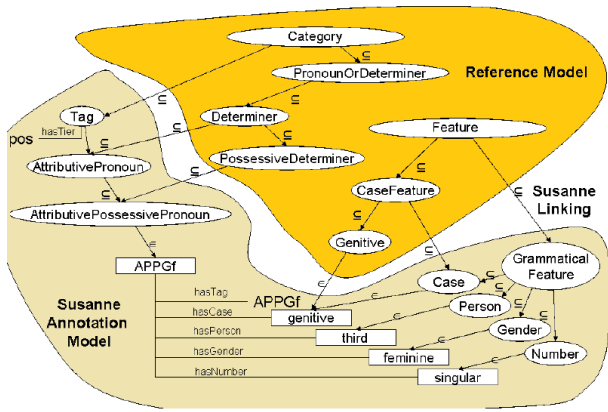 Category
⊆
PronounOrDeterminer
Reference Model
⊆
⊆
Tag
hasTier
pos
Determiner
Feature
⊆
⊆
⊆
AttributivePronoun
PossessiveDeterminer
⊆
⊆
⊆
CaseFeature
Susanne
Linking
AttributivePossessivePronoun
⊆
⊆
∈
Genitive
⊆
APPGf
Grammatical
Feature
∈
Case
⊆
hasTag
APPGf
∈
Person
⊆
Susanne
Annotation
Model
hasCase
genitive
⊆
⊆
hasPerson
third
∈
Gender
hasGender
feminine
∈
Number
hasNumber
singular
∈